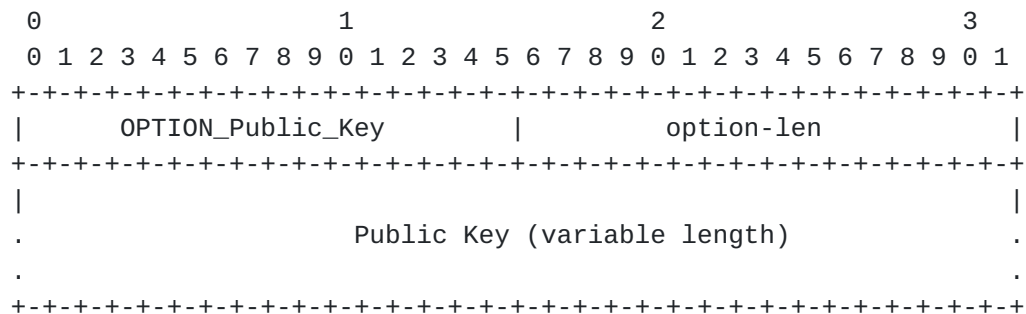 0                   1                   2                   3
 0 1 2 3 4 5 6 7 8 9 0 1 2 3 4 5 6 7 8 9 0 1 2 3 4 5 6 7 8 9 0 1
+-+-+-+-+-+-+-+-+-+-+-+-+-+-+-+-+-+-+-+-+-+-+-+-+-+-+-+-+-+-+-+-+
|      OPTION_Public_Key        |         option-len            |
+-+-+-+-+-+-+-+-+-+-+-+-+-+-+-+-+-+-+-+-+-+-+-+-+-+-+-+-+-+-+-+-+
|                                                               |
.                     Public Key (variable length)              .
.                                                               .
+-+-+-+-+-+-+-+-+-+-+-+-+-+-+-+-+-+-+-+-+-+-+-+-+-+-+-+-+-+-+-+-+